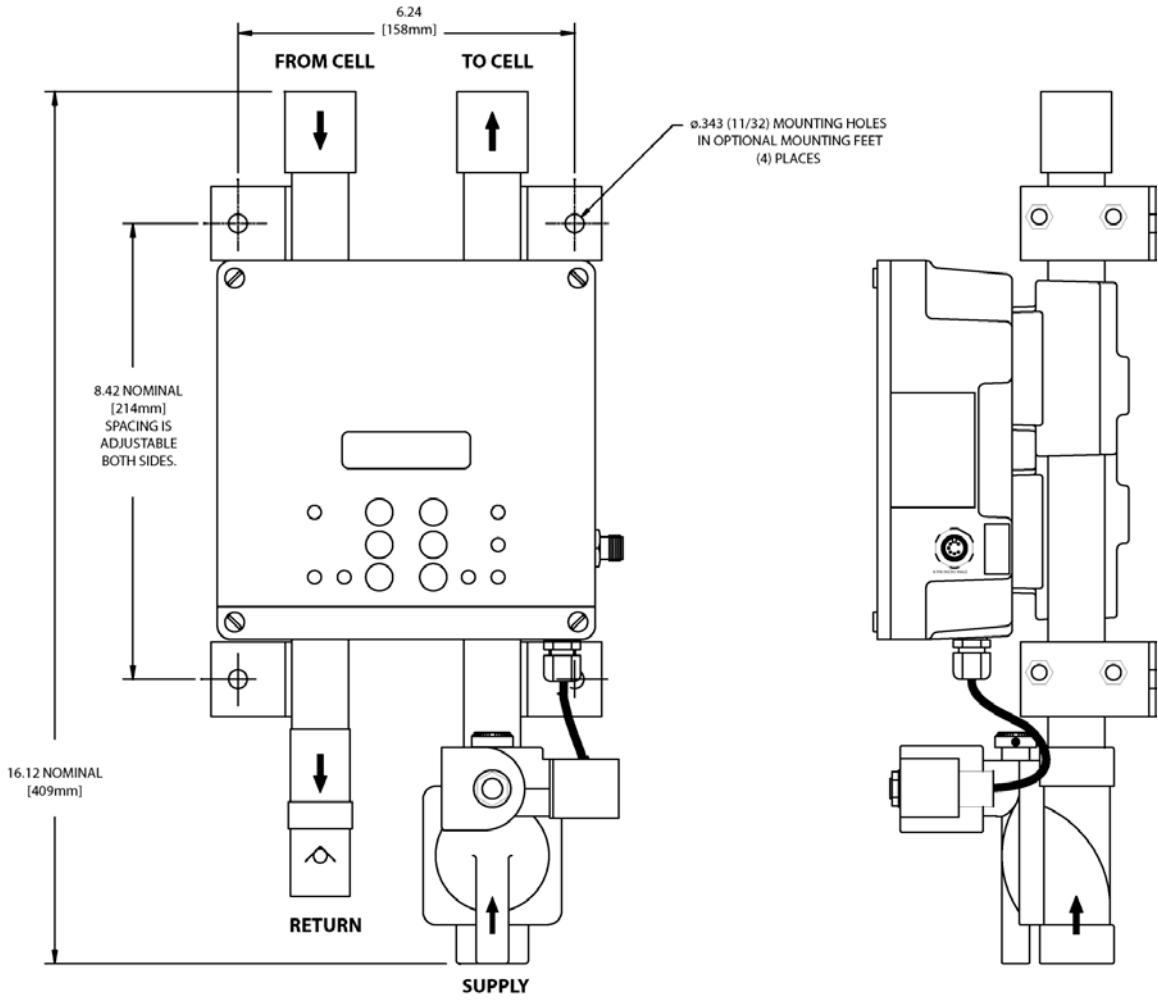 6.24
[158mm]
FROM CELL
TO CELL
ø.343 (11/32) MOUNTING HOLES
IN OPTIONAL MOUNTING FEET
(4) PLACES
8.42 NOMINAL
[214mm]
SPACING IS
ADJUSTABLE
BOTH SIDES.
16.12 NOMINAL
[409mm]
RETURN
SUPPLY